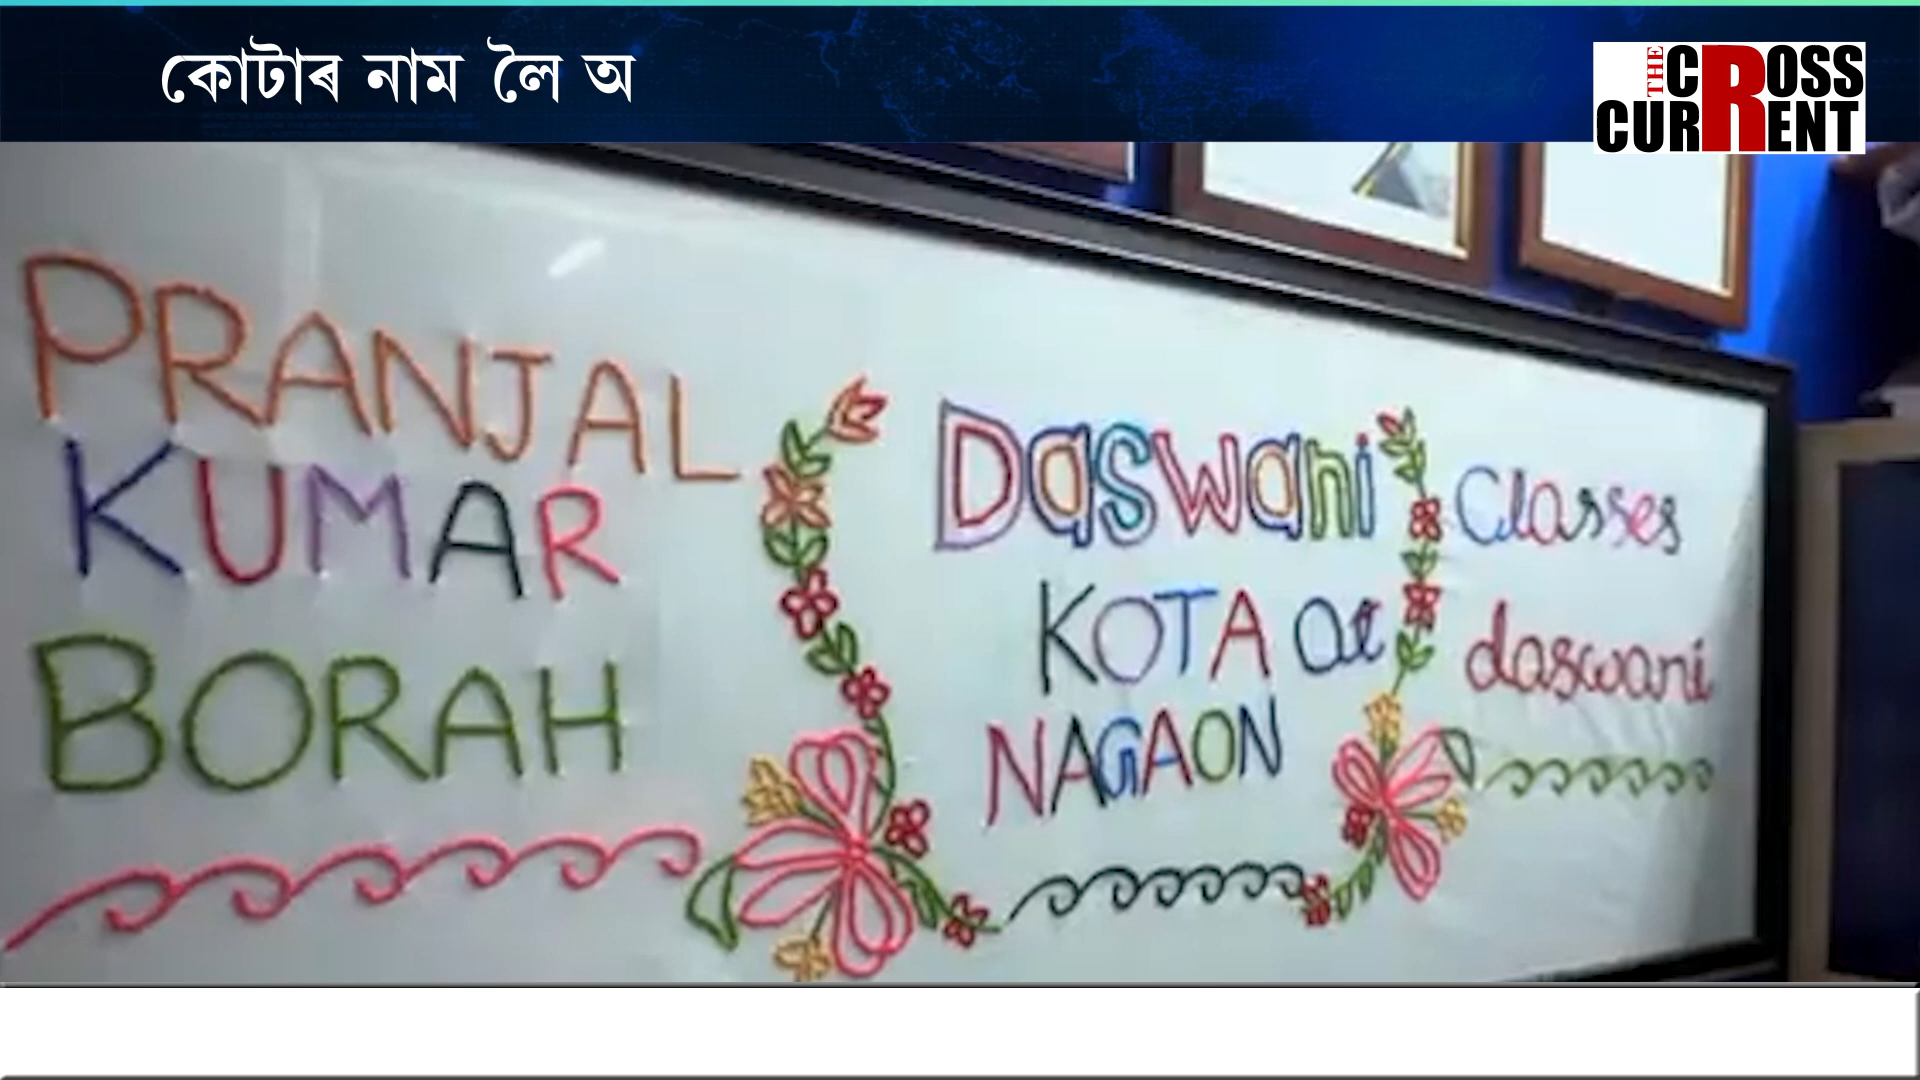 কোটাৰ নাম লৈ অ
THE CROSS
CURRENT
PRANJAL
KUMAR
BORAH
Daswani
KOTA at
NAGAON
Classes
daswani